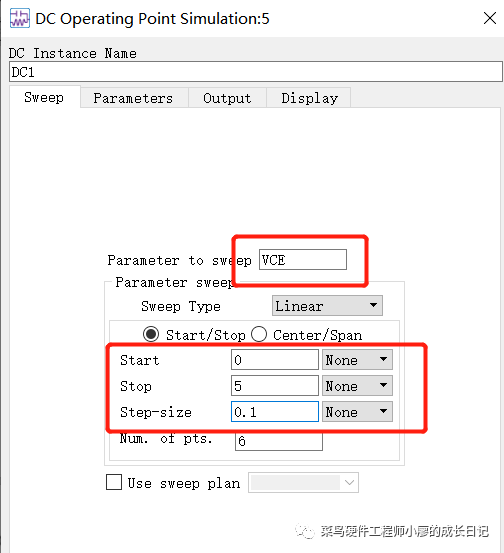 DC Operating Point Simulation:5
DC Instance Name
DC1
Sweep Parameters Output Display
Parameter to sweep VCE
Parameter sweep
Sweep Type Linear
Start/Stop Center/Span
Start 0 None
Stop 5 None
Step-size 0.1 None
Num. of pts. 6
Use sweep plan
菜鸟硬件工程师小廖的成长日记